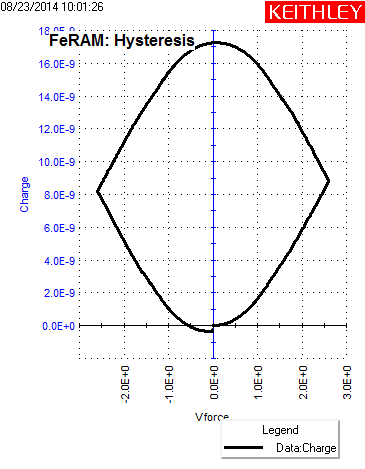 08/23/2014 10:01:26
KEITHLEY
FeRAM: Hysteresis
18.0E-9
16.0E-9
14.0E-9
12.0E-9
10.0E-9
8.0E-9
6.0E-9
4.0E-9
2.0E-9
0.0E+0
Charge
-2.0E+0
-1.0E+0
0.0E+0
1.0E+0
2.0E+0
3.0E+0
Vforce
Legend
Data:Charge